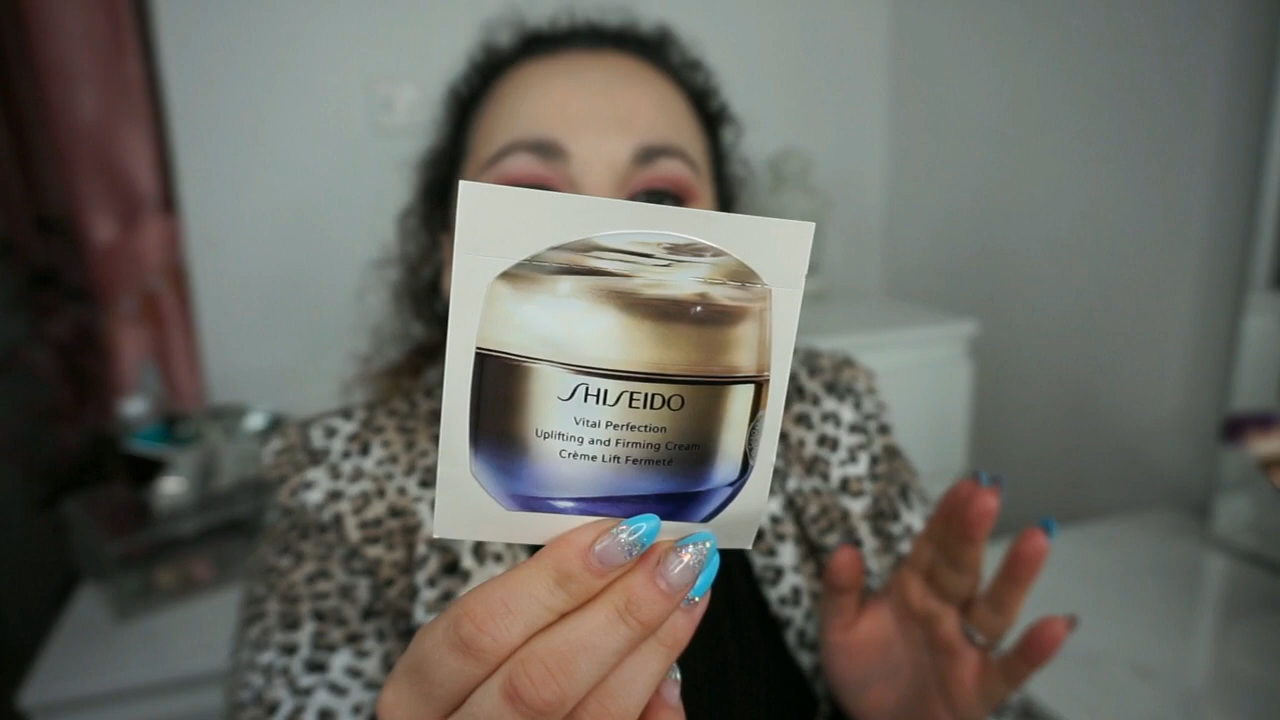 SHISEIDO
Vital Perfection
Uplifting and Firming Cream
Crème Lift Fermeté